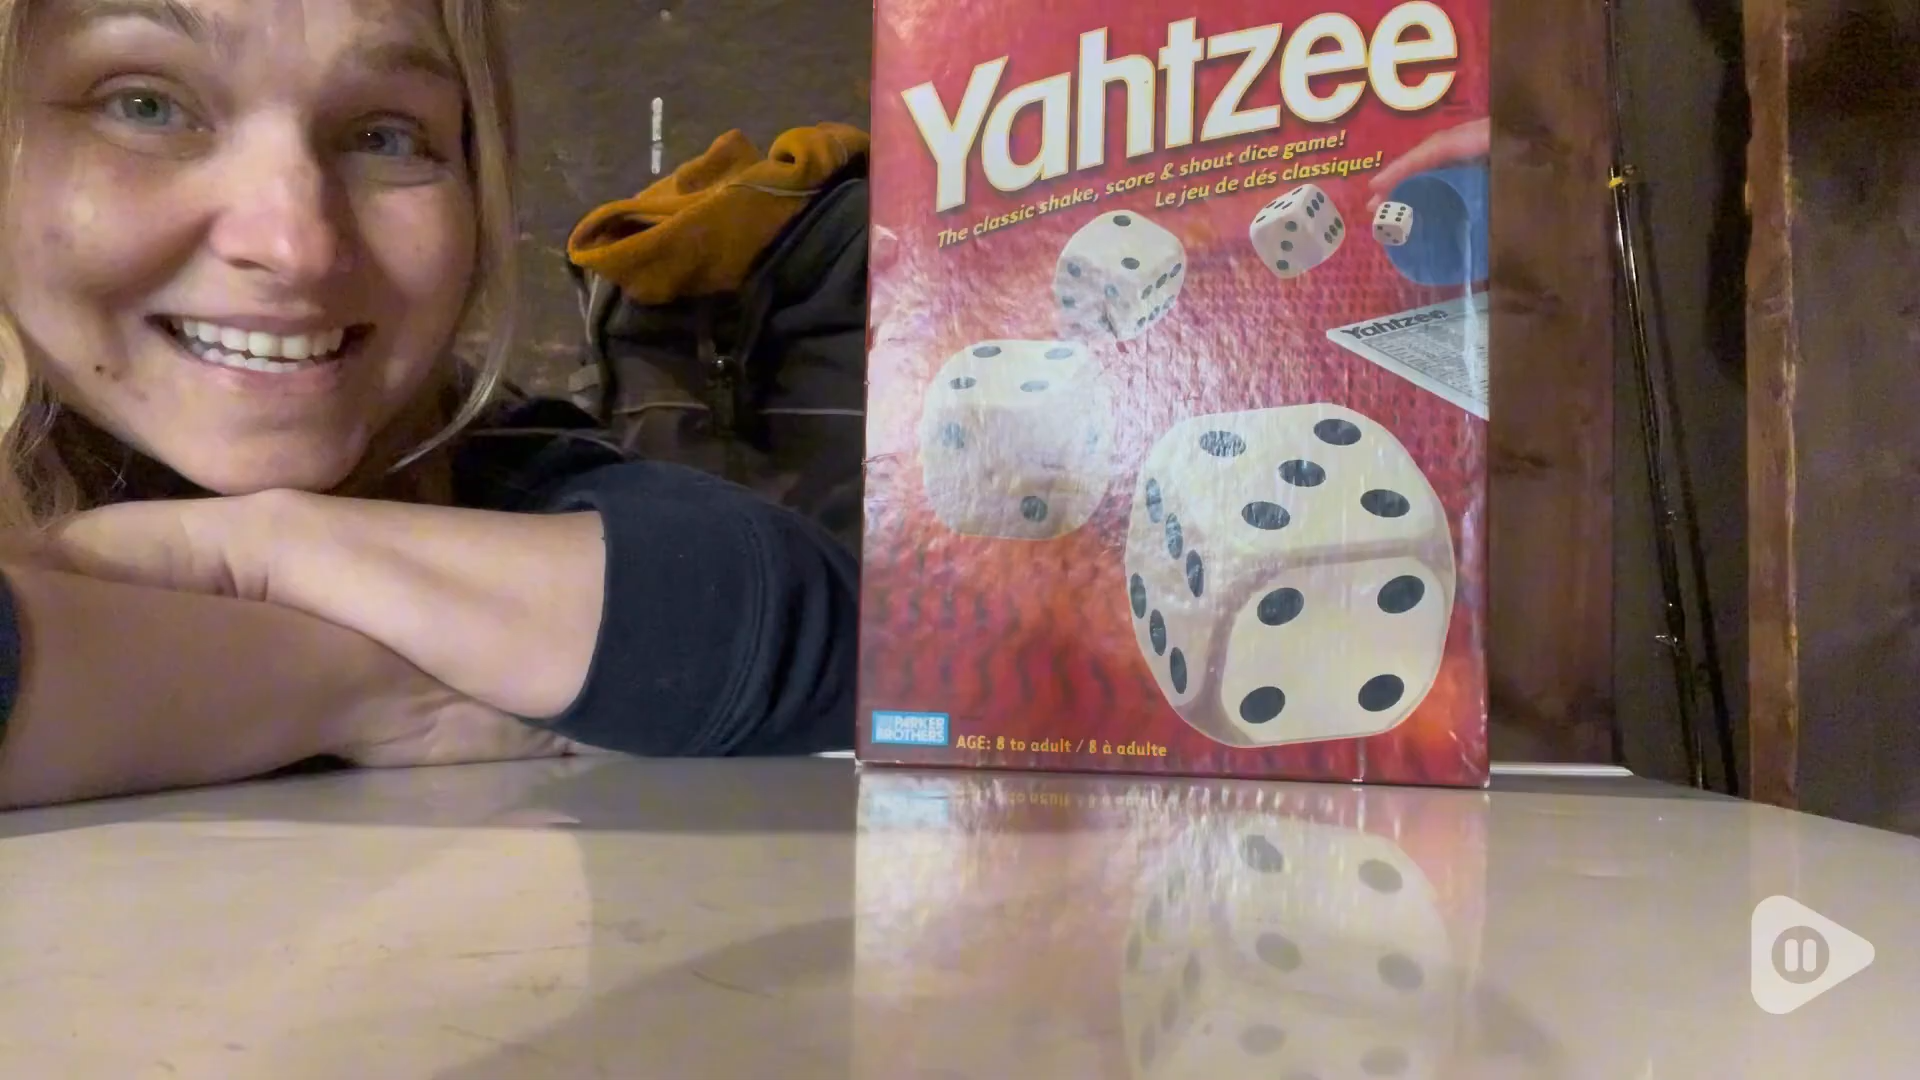 Yahtzee
The classic shake, score & shout dice game!
Le jeu de dés classique!
Yahtzee
PARKER
BROTHERS
AGE: 8 to adult / 8 à adulte